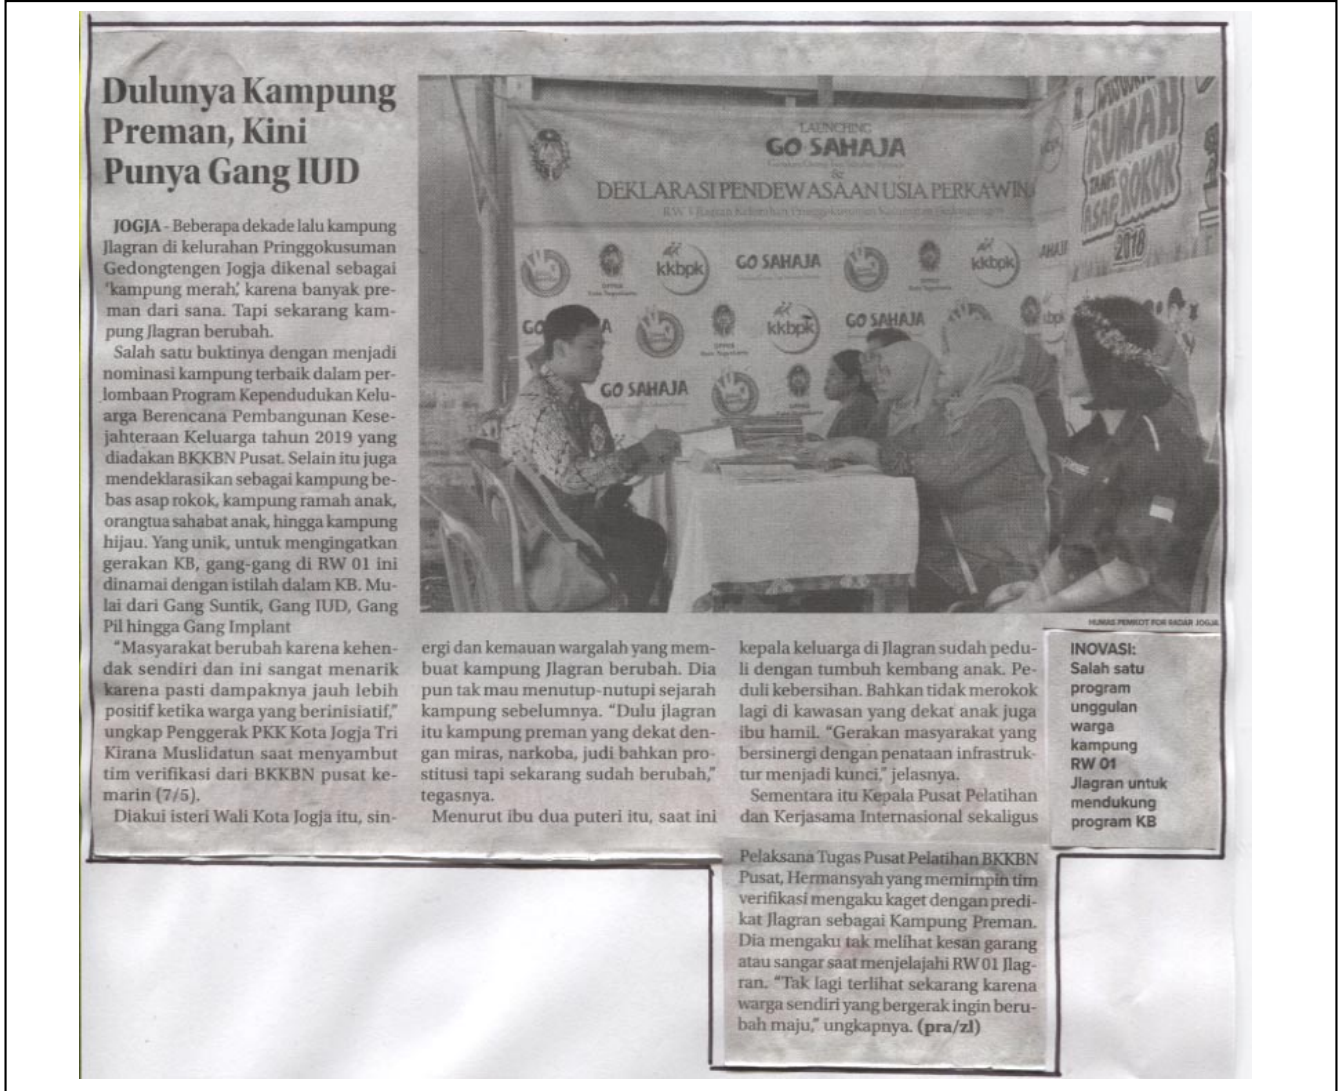 Dulunya Kampung
Preman, Kini
Punya Gang IUD
JOGJA - Beberapa dekade lalu kampung
Jlagran di kelurahan Pringgokusuman
Gedongtengen Jogja dikenal sebagai
'kampung merah', karena banyak pre-
man dari sana. Tapi sekarang kam-
pung Jlagran berubah.
Salah satu buktinya dengan menjadi
nominasi kampung terbaik dalam per-
lombaan Program Kependudukan Kelu-
arga Berencana Pembangunan Kese-
jahteraan Keluarga tahun 2019 yang
diadakan BKKBN Pusat. Selain itu juga
mendeklarasikan sebagai kampung be-
bas asap rokok, kampung ramah anak,
orangtua sahabat anak, hingga kampung
hijau. Yang unik, untuk mengingatkan
gerakan KB, gang-gang di RW 01 ini
dinamai dengan istilah dalam KB. Mu-
lai dari Gang Suntik, Gang IUD, Gang
Pil hingga Gang Implant
"Masyarakat berubah karena kehen-
dak sendiri dan ini sangat menarik
karena pasti dampaknya jauh lebih
positif ketika warga yang berinisiatif,"
ungkap Penggerak PKK Kota Jogja Tri
Kirana Muslidatun saat menyambut
tim verifikasi dari BKKBN pusat ke-
marin (7/5).
Diakui isteri Wali Kota Jogja itu, sin-
ergi dan kemauan wargalah yang mem-
buat kampung Jlagran berubah. Dia
pun tak mau menutup-nutupi sejarah
kampung sebelumnya. "Dulu jlagran
itu kampung preman yang dekat den-
gan miras, narkoba, judi bahkan pro-
stitusi tapi sekarang sudah berubah,"
tegasnya.
Menurut ibu dua puteri itu, saat ini
kepala keluarga di Jlagran sudah pedu-
li dengan tumbuh kembang anak. Pe-
duli kebersihan. Bahkan tidak merokok
lagi di kawasan yang dekat anak juga
ibu hamil. "Gerakan masyarakat yang
bersinergi dengan penataan infrastruk-
tur menjadi kunci," jelasnya.
Sementara itu Kepala Pusat Pelatihan
dan Kerjasama Internasional sekaligus
Pelaksana Tugas Pusat Pelatihan BKKBN
Pusat, Hermansyah yang memimpin tim
verifikasi mengaku kaget dengan predi-
kat Jlagran sebagai Kampung Preman.
Dia mengaku tak melihat kesan garang
atau sangar saat menjelajahi RW 01 Jlag-
ran. "Tak lagi terlihat sekarang karena
warga sendiri yang bergerak ingin beru-
bah maju," ungkapnya. (pra/zl)
LAUNCHING
GO SAHAJA
&
DEKLARASI PENDEWASAAN USIA PERKAWIN
RUMAH
TANPA
ASAP ROKOK
2018
kkbpk GO SAHAJA kkbpk AHAJA
GO kkbpk GO SAHAJA kbpk
GO SAHAJA
HUMAS PEMKOT FOR RADAR JOGJA
INOVASI:
Salah satu
program
unggulan
warga
kampung
RW 01
Jlagran untuk
mendukung
program KB